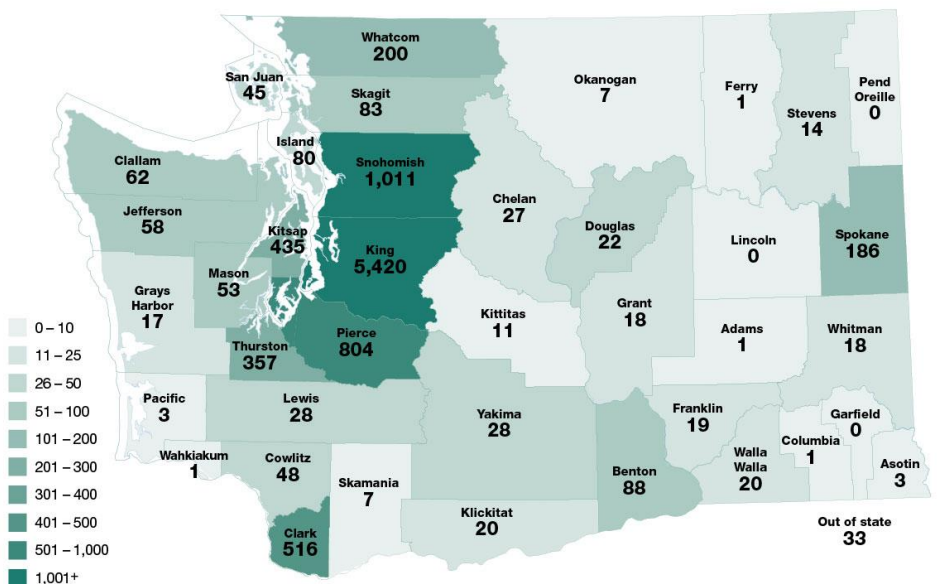 Whatcom
200
San Juan
45
Skagit
83
Okanogan
7
Ferry
1
Stevens
14
Pend
Oreille
0
Island
80
Snohomish
1,011
Clallam
62
Chelan
27
Jefferson
58
Kitsap
435
King
5,420
Douglas
22
Lincoln
0
Spokane
186
Mason
53
Grays
Harbor
17
Kittitas
11
Grant
18
Adams
1
Whitman
18
Thurston
357
Pierce
804
Pacific
3
Lewis
28
Yakima
28
Franklin
19
Garfield
0
Wahkiakum
1
Cowlitz
48
Skamania
7
Benton
88
Walla
Walla
20
Columbia
1
Asotin
3
Clark
516
Klickitat
20
Out of state
33
0 – 10
11 – 25
26 – 50
51 – 100
101 – 200
201 – 300
301 – 400
401 – 500
501 – 1,000
1,001+